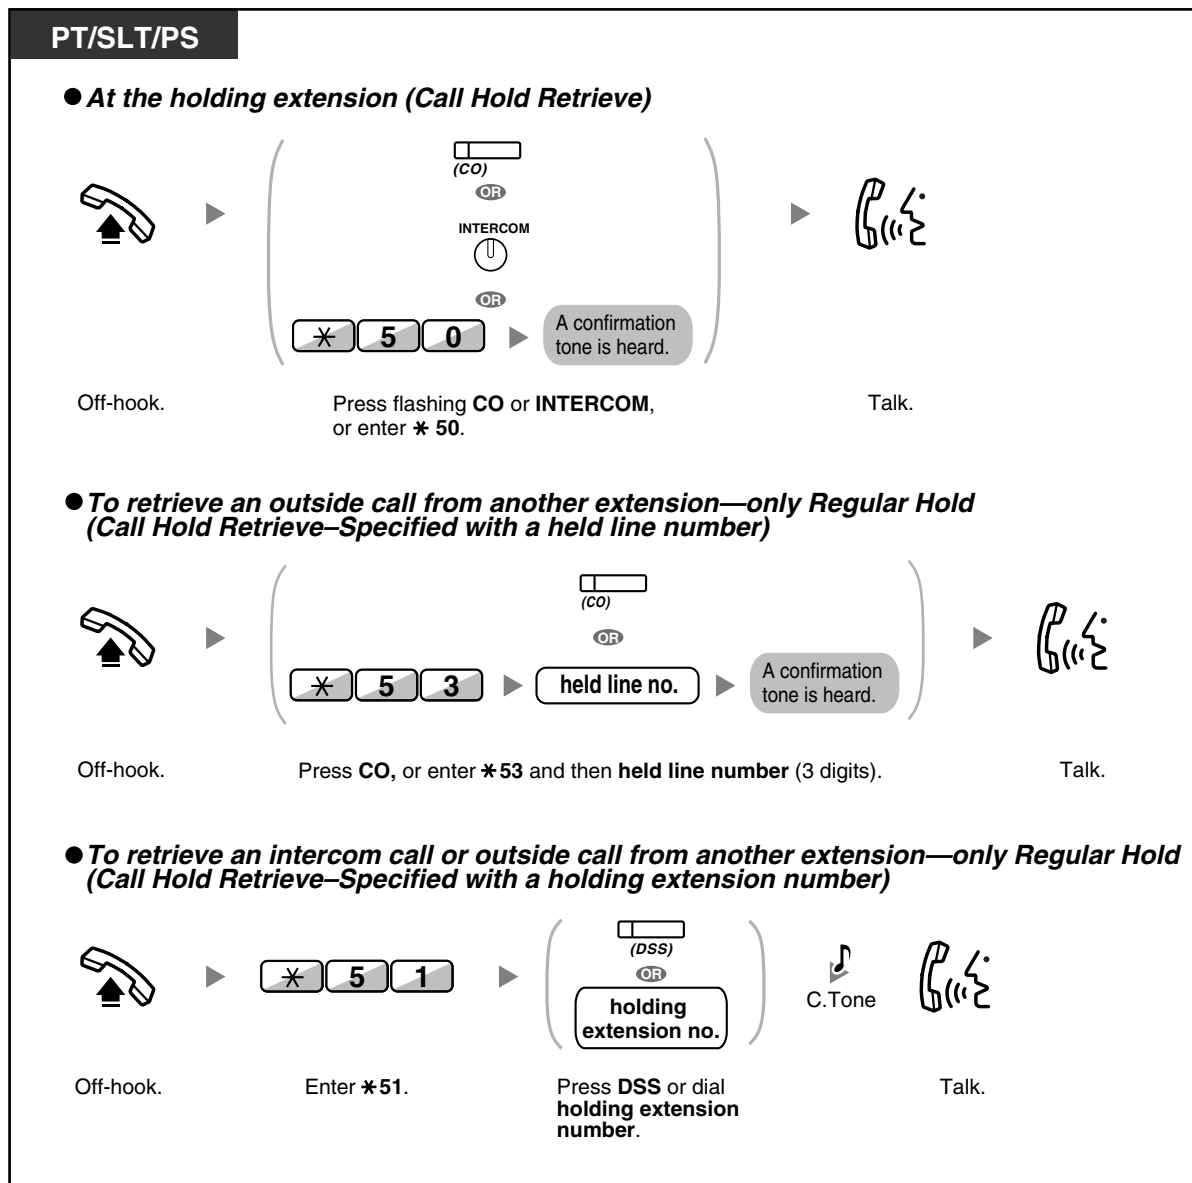 PT/SLT/PS
● At the holding extension (Call Hold Retrieve)
(CO)
OR
INTERCOM
OR
* 5 0
A confirmation
tone is heard.
Off-hook.
Press flashing CO or INTERCOM,
or enter * 50.
Talk.
● To retrieve an outside call from another extension—only Regular Hold
(Call Hold Retrieve–Specified with a held line number)
(CO)
OR
* 5 3
held line no.
A confirmation
tone is heard.
Off-hook.
Press CO, or enter *53 and then held line number (3 digits).
Talk.
● To retrieve an intercom call or outside call from another extension—only Regular Hold
(Call Hold Retrieve–Specified with a holding extension number)
* 5 1
(DSS)
OR
holding
extension no.
C.Tone
Off-hook.
Enter *51.
Press DSS or dial
holding extension
number.
Talk.